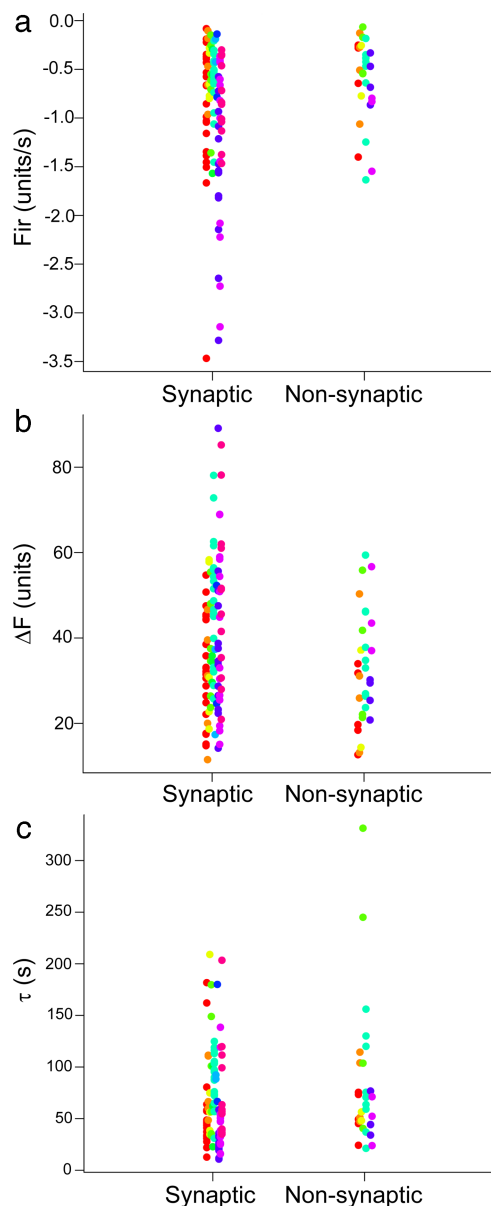 a
Fir (units/s)
0.0
-0.5
-1.0
-1.5
-2.0
-2.5
-3.0
-3.5
Synaptic Non-synaptic
b
ΔF (units)
80
60
40
20
Synaptic Non-synaptic
c
τ (s)
300
250
200
150
100
50
0
Synaptic Non-synaptic